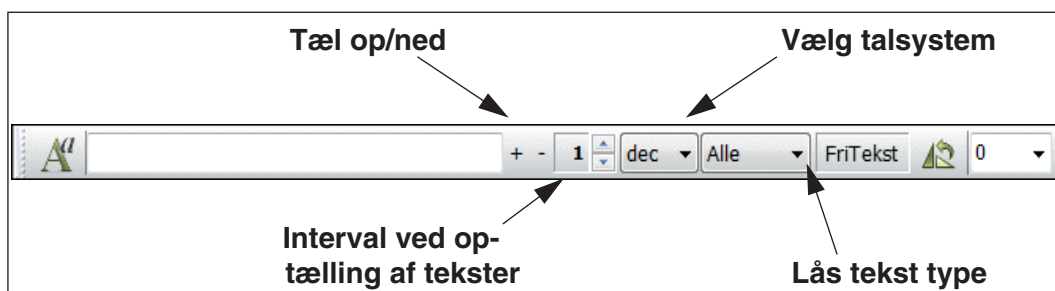 Tæl op/ned
Vælg talsystem
Aa + - 1 dec Alle FriTekst 0
Interval ved op-
tælling af tekster
Lås tekst type